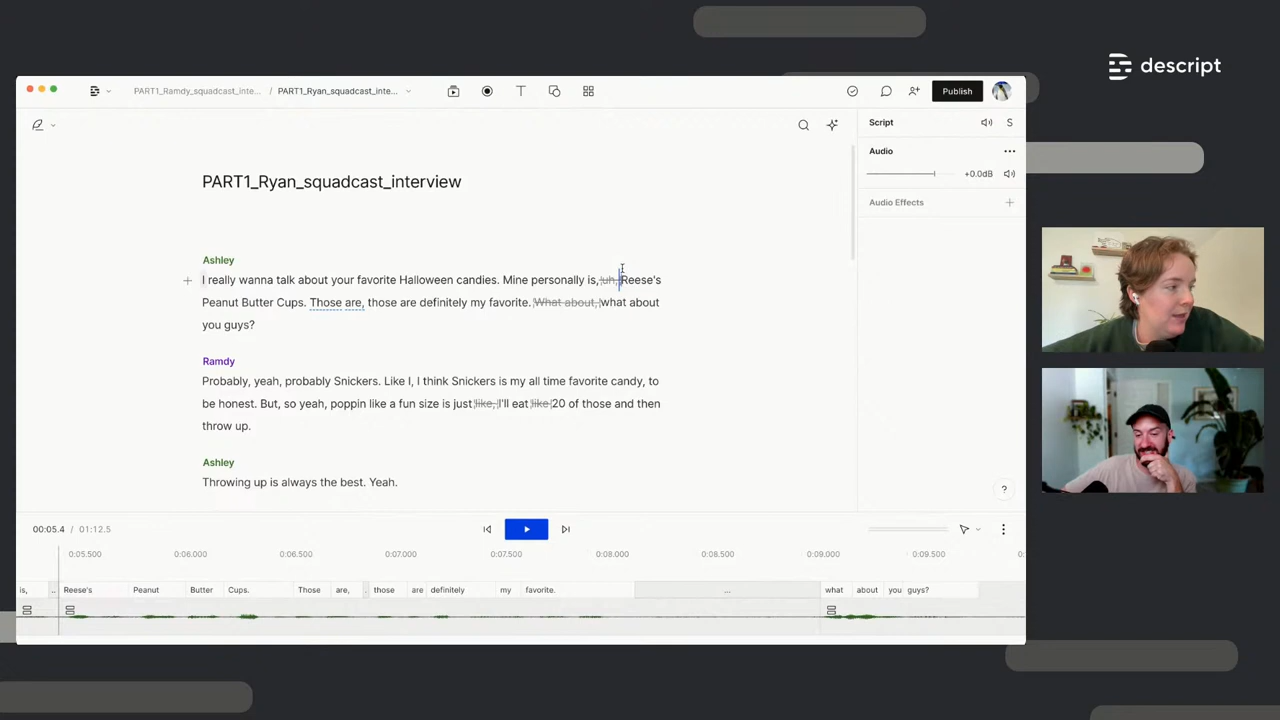 descript
PART1_Ramdy_squadcast_inte... / PART1_Ryan_squadcast_inte...
Publish
Script S
PART1_Ryan_squadcast_interview
Audio
+0.0dB
Audio Effects
Ashley
I really wanna talk about your favorite Halloween candies. Mine personally is, uh, Reese's
Peanut Butter Cups. Those are, those are definitely my favorite. What about, what about
you guys?
Ramdy
Probably, yeah, probably Snickers. Like I, I think Snickers is my all time favorite candy, to
be honest. But, so yeah, poppin like a fun size is just like, I'll eat like 20 of those and then
throw up.
Ashley
Throwing up is always the best. Yeah.
?
00:05.4 / 01:12.5
0:05.500 0:06.000 0:06.500 0:07.000 0:07.500 0:08.000 0:08.500 0:09.000 0:09.500 0:
is, .. Reese's Peanut Butter Cups. Those are, . those are definitely my favorite. ... what about you guys?